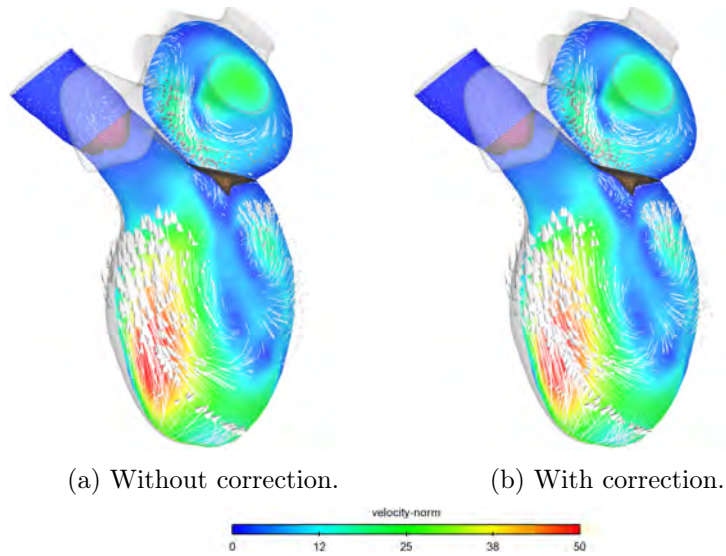 (a) Without correction.
(b) With correction.
velocity-norm
0 12 25 38 50